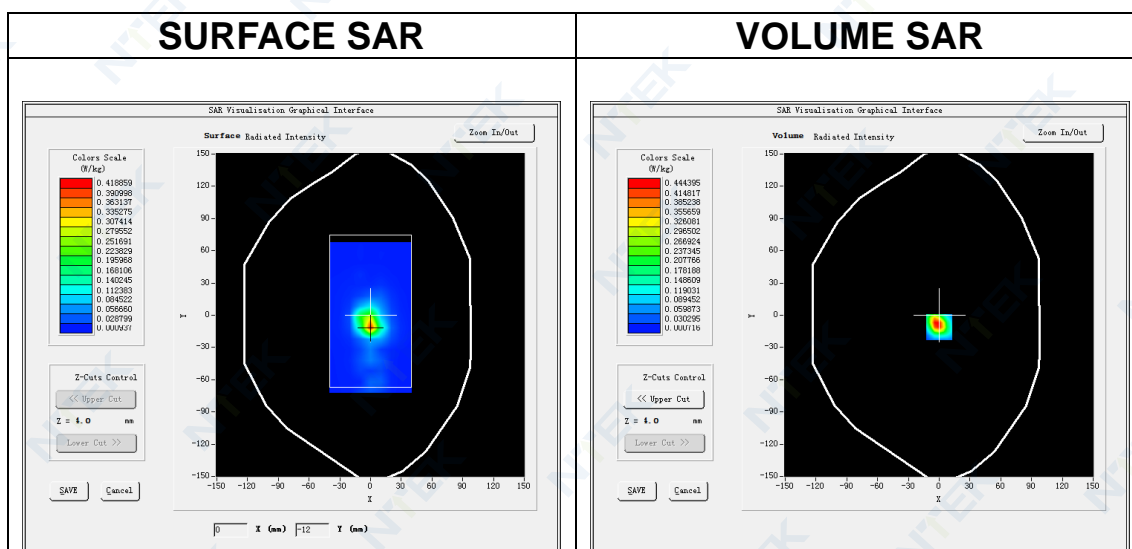 SURFACE SAR
SAR Visualisation Graphical Interface
Surface Radiated Intensity
Zoom In/Out
Colors Scale
(W/kg)
0.418859
0.390998
0.363137
0.335275
0.307414
0.279552
0.251691
0.223829
0.195968
0.168106
0.140245
0.112383
0.084522
0.056660
0.028799
0.000937
Z-Cuts Control
<< Upper Cut
Z = 4.0 mm
Lower Cut >>
SAVE Cancel
150
120
90
60
30
0
-30
-60
-90
-120
-150
Y
-150 -120 -90 -60 -30 0 30 60 90 120 150
X
0 X (mm) -12 Y (mm)
VOLUME SAR
SAR Visualisation Graphical Interface
Volume Radiated Intensity
Zoom In/Out
Colors Scale
(W/kg)
0.444395
0.414817
0.385238
0.355659
0.326081
0.296502
0.266924
0.237345
0.207766
0.178188
0.148609
0.119031
0.089452
0.059873
0.030295
0.000716
Z-Cuts Control
<< Upper Cut
Z = 4.0 mm
Lower Cut >>
SAVE Cancel
150
120
90
60
30
0
-30
-60
-90
-120
-150
Y
-150 -120 -90 -60 -30 0 30 60 90 120 150
X
NTEK